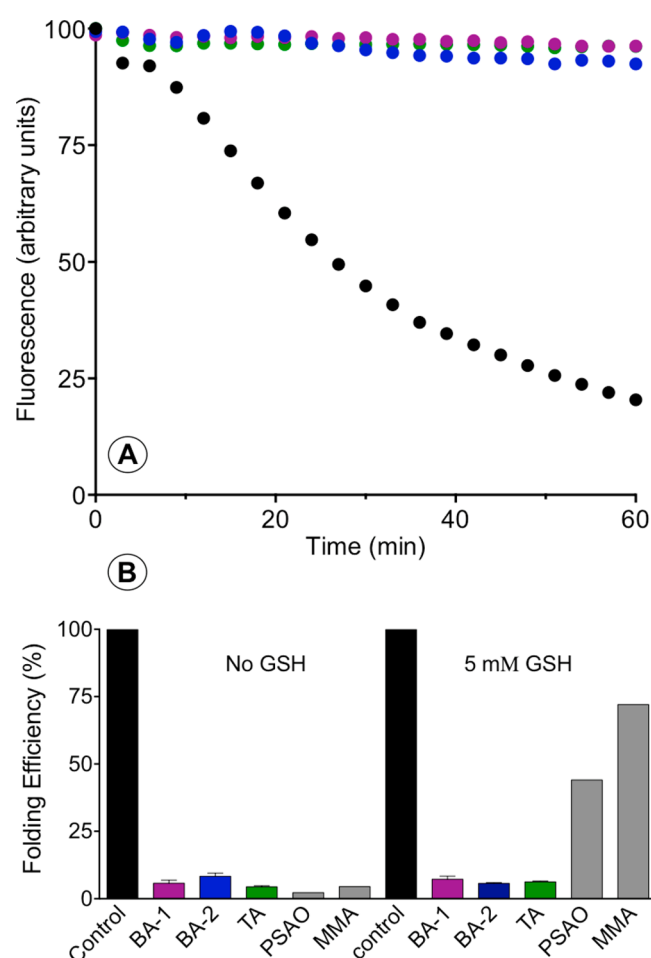 100
75
50
25
0
Fluorescence (arbitrary units)
A
0 20 40 60
Time (min)
B
100
75
50
25
0
Folding Efficiency (%)
No GSH 5 mM GSH
Control BA-1 BA-2 TA PSAO MMA control BA-1 BA-2 TA PSAO MMA